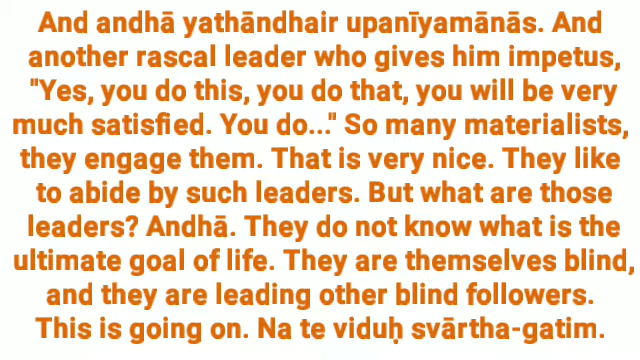 And andhā yathāndhair upanīyamānās. And
another rascal leader who gives him impetus,
"Yes, you do this, you do that, you will be very
much satisfied. You do..." So many materialists,
they engage them. That is very nice. They like
to abide by such leaders. But what are those
leaders? Andhā. They do not know what is the
ultimate goal of life. They are themselves blind,
and they are leading other blind followers.
This is going on. Na te viduḥ svārtha-gatim.